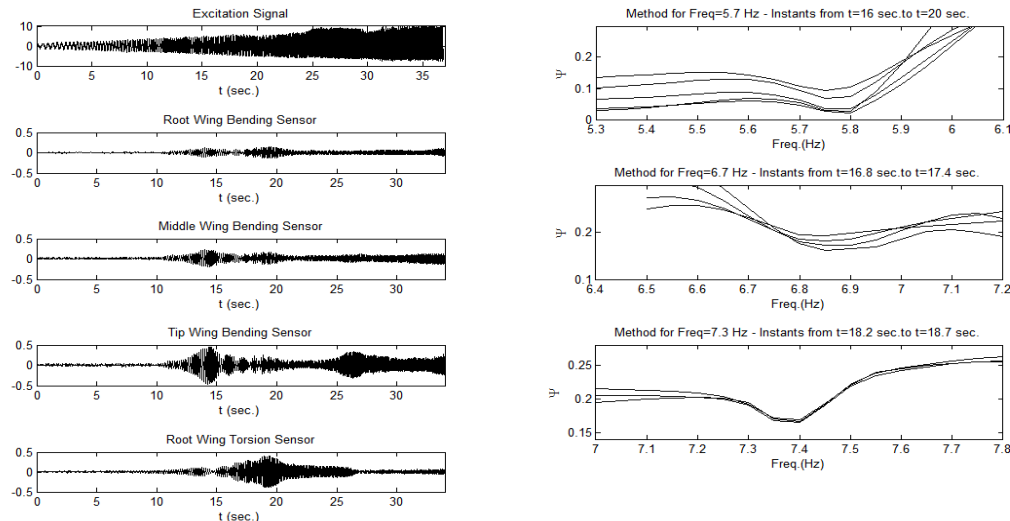 Excitation Signal
10
0
-10
0 5 10 15 20 25 30 35
t (sec.)
Root Wing Bending Sensor
0.5
0
-0.5
0 5 10 15 20 25 30
t (sec.)
Middle Wing Bending Sensor
0.5
0
-0.5
0 5 10 15 20 25 30
t (sec.)
Tip Wing Bending Sensor
0.5
0
-0.5
0 5 10 15 20 25 30
t (sec.)
Root Wing Torsion Sensor
0.5
0
-0.5
0 5 10 15 20 25 30
t (sec.)
Method for Freq=5.7 Hz - Instants from t=16 sec.to t=20 sec.
0.2
0.1
0
Ψ
5.3 5.4 5.5 5.6 5.7 5.8 5.9 6 6.1
Freq.(Hz)
Method for Freq=6.7 Hz - Instants from t=16.8 sec.to t=17.4 sec.
0.2
0.1
Ψ
6.4 6.5 6.6 6.7 6.8 6.9 7 7.1 7.2
Freq.(Hz)
Method for Freq=7.3 Hz - Instants from t=18.2 sec.to t=18.7 sec.
0.25
0.2
0.15
Ψ
7 7.1 7.2 7.3 7.4 7.5 7.6 7.7 7.8
Freq.(Hz)